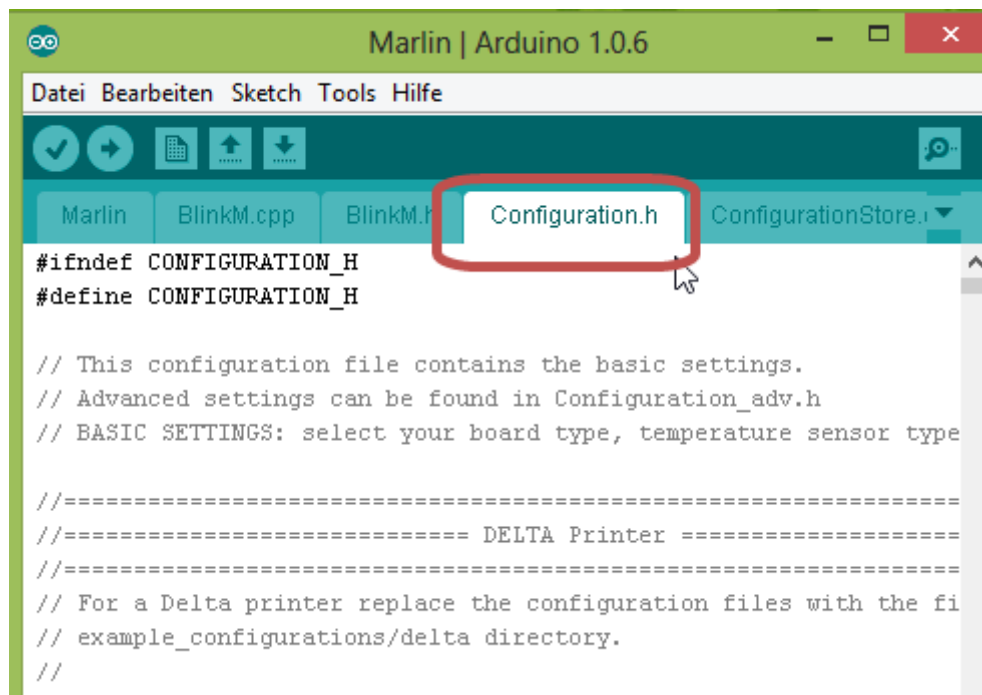 Marlin | Arduino 1.0.6
Datei Bearbeiten Sketch Tools Hilfe
Marlin BlinkM.cpp BlinkM.h Configuration.h ConfigurationStore.
#ifndef CONFIGURATION_H
#define CONFIGURATION_H
// This configuration file contains the basic settings.
// Advanced settings can be found in Configuration_adv.h
// BASIC SETTINGS: select your board type, temperature sensor type
//================================================================
//============================= DELTA Printer ====================
//================================================================
// For a Delta printer replace the configuration files with the fi
// example_configurations/delta directory.
//